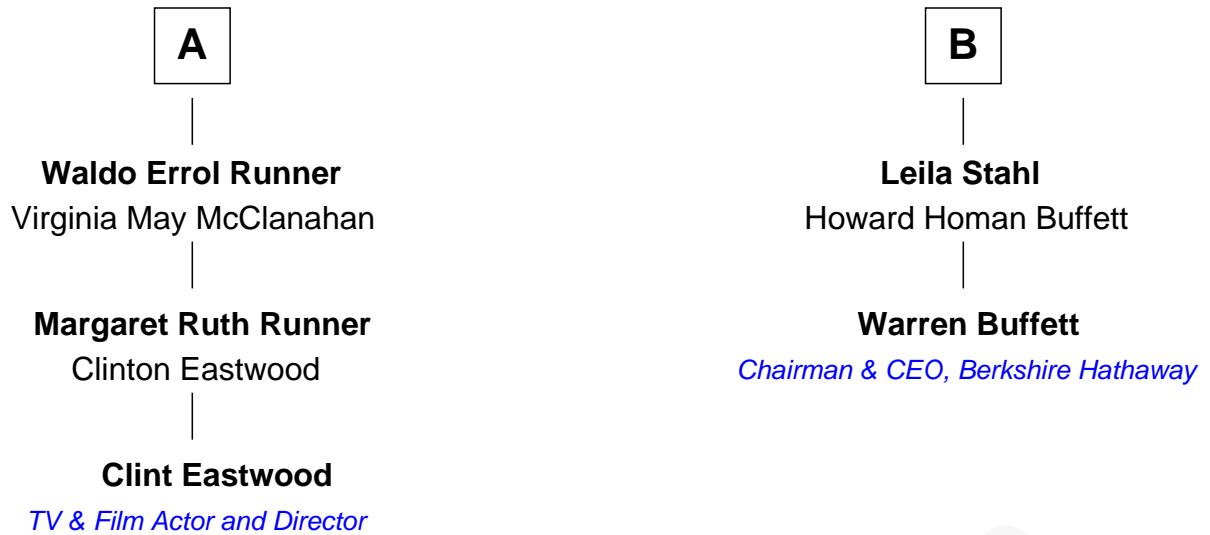 A
Waldo Errol Runner
Virginia May McClanahan
Margaret Ruth Runner
Clinton Eastwood
Clint Eastwood
TV & Film Actor and Director
B
Leila Stahl
Howard Homan Buffett
Warren Buffett
Chairman & CEO, Berkshire Hathaway